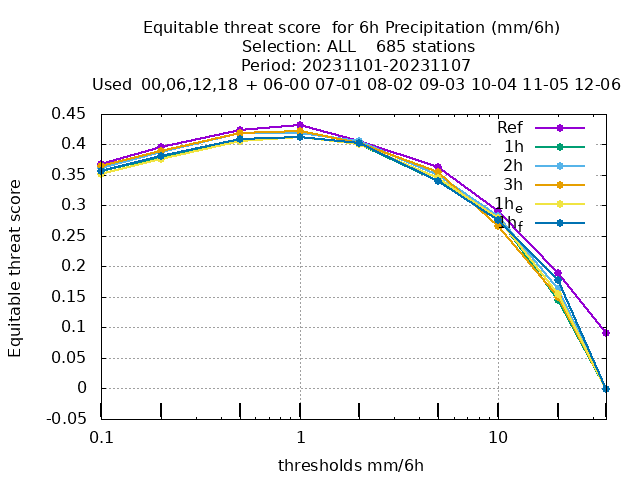 Equitable threat score  for 6h Precipitation (mm/6h)
Selection: ALL    685 stations
Period: 20231101-20231107
Used  00,06,12,18  + 06-00 07-01 08-02 09-03 10-04 11-05 12-06
Equitable threat score
0.45
0.4
0.35
0.3
0.25
0.2
0.15
0.1
0.05
0
-0.05
Ref
1h
2h
3h
1h_e
1h_f
0.1
1
10
thresholds mm/6h